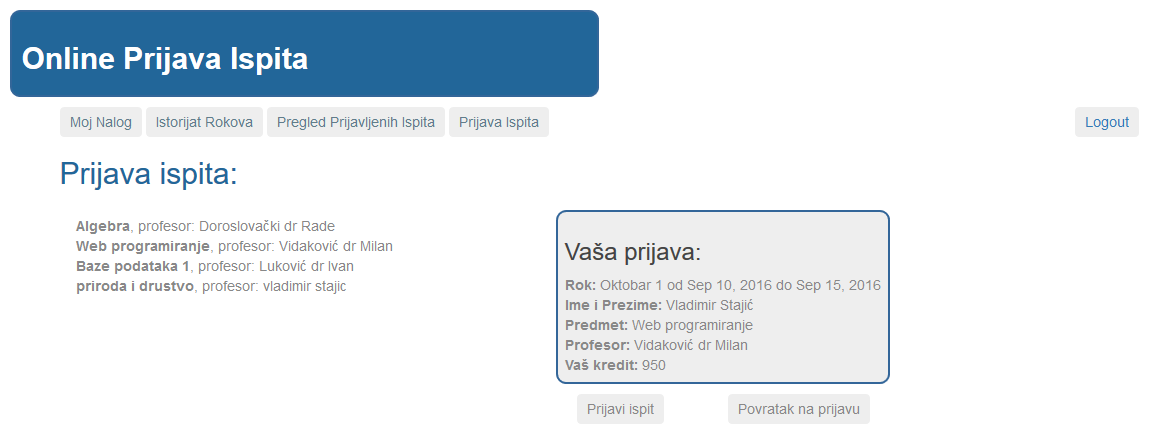 Online Prijava Ispita
Moj Nalog Istorijat Rokova Pregled Prijavljenih Ispita Prijava Ispita Logout
Prijava ispita:
Algebra, profesor: Doroslovački dr Rade
Web programiranje, profesor: Vidaković dr Milan
Baze podataka 1, profesor: Luković dr Ivan
priroda i drustvo, profesor: vladimir stajic
Vaša prijava:
Rok: Oktobar 1 od Sep 10, 2016 do Sep 15, 2016
Ime i Prezime: Vladimir Stajić
Predmet: Web programiranje
Profesor: Vidaković dr Milan
Vaš kredit: 950
Prijavi ispit Povratak na prijavu